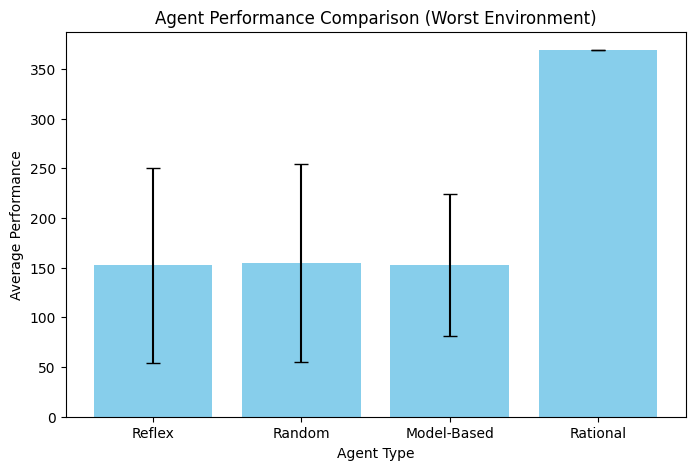 Agent Performance Comparison (Worst Environment)
Average Performance
350
300
250
200
150
100
50
0
Reflex Random Model-Based Rational
Agent Type